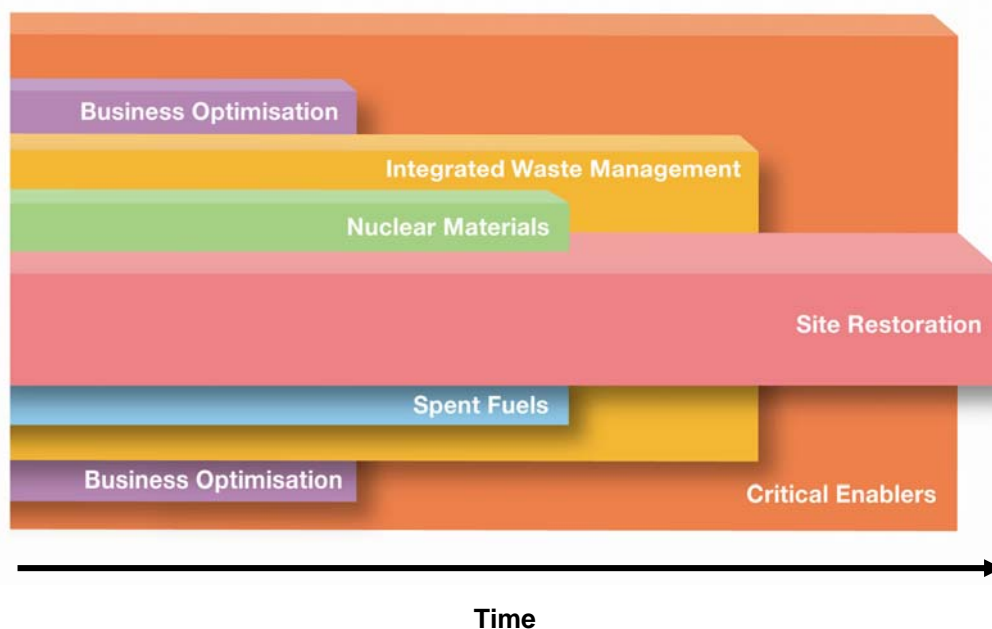 Business Optimisation
Integrated Waste Management
Nuclear Materials
Site Restoration
Spent Fuels
Business Optimisation
Critical Enablers
Time